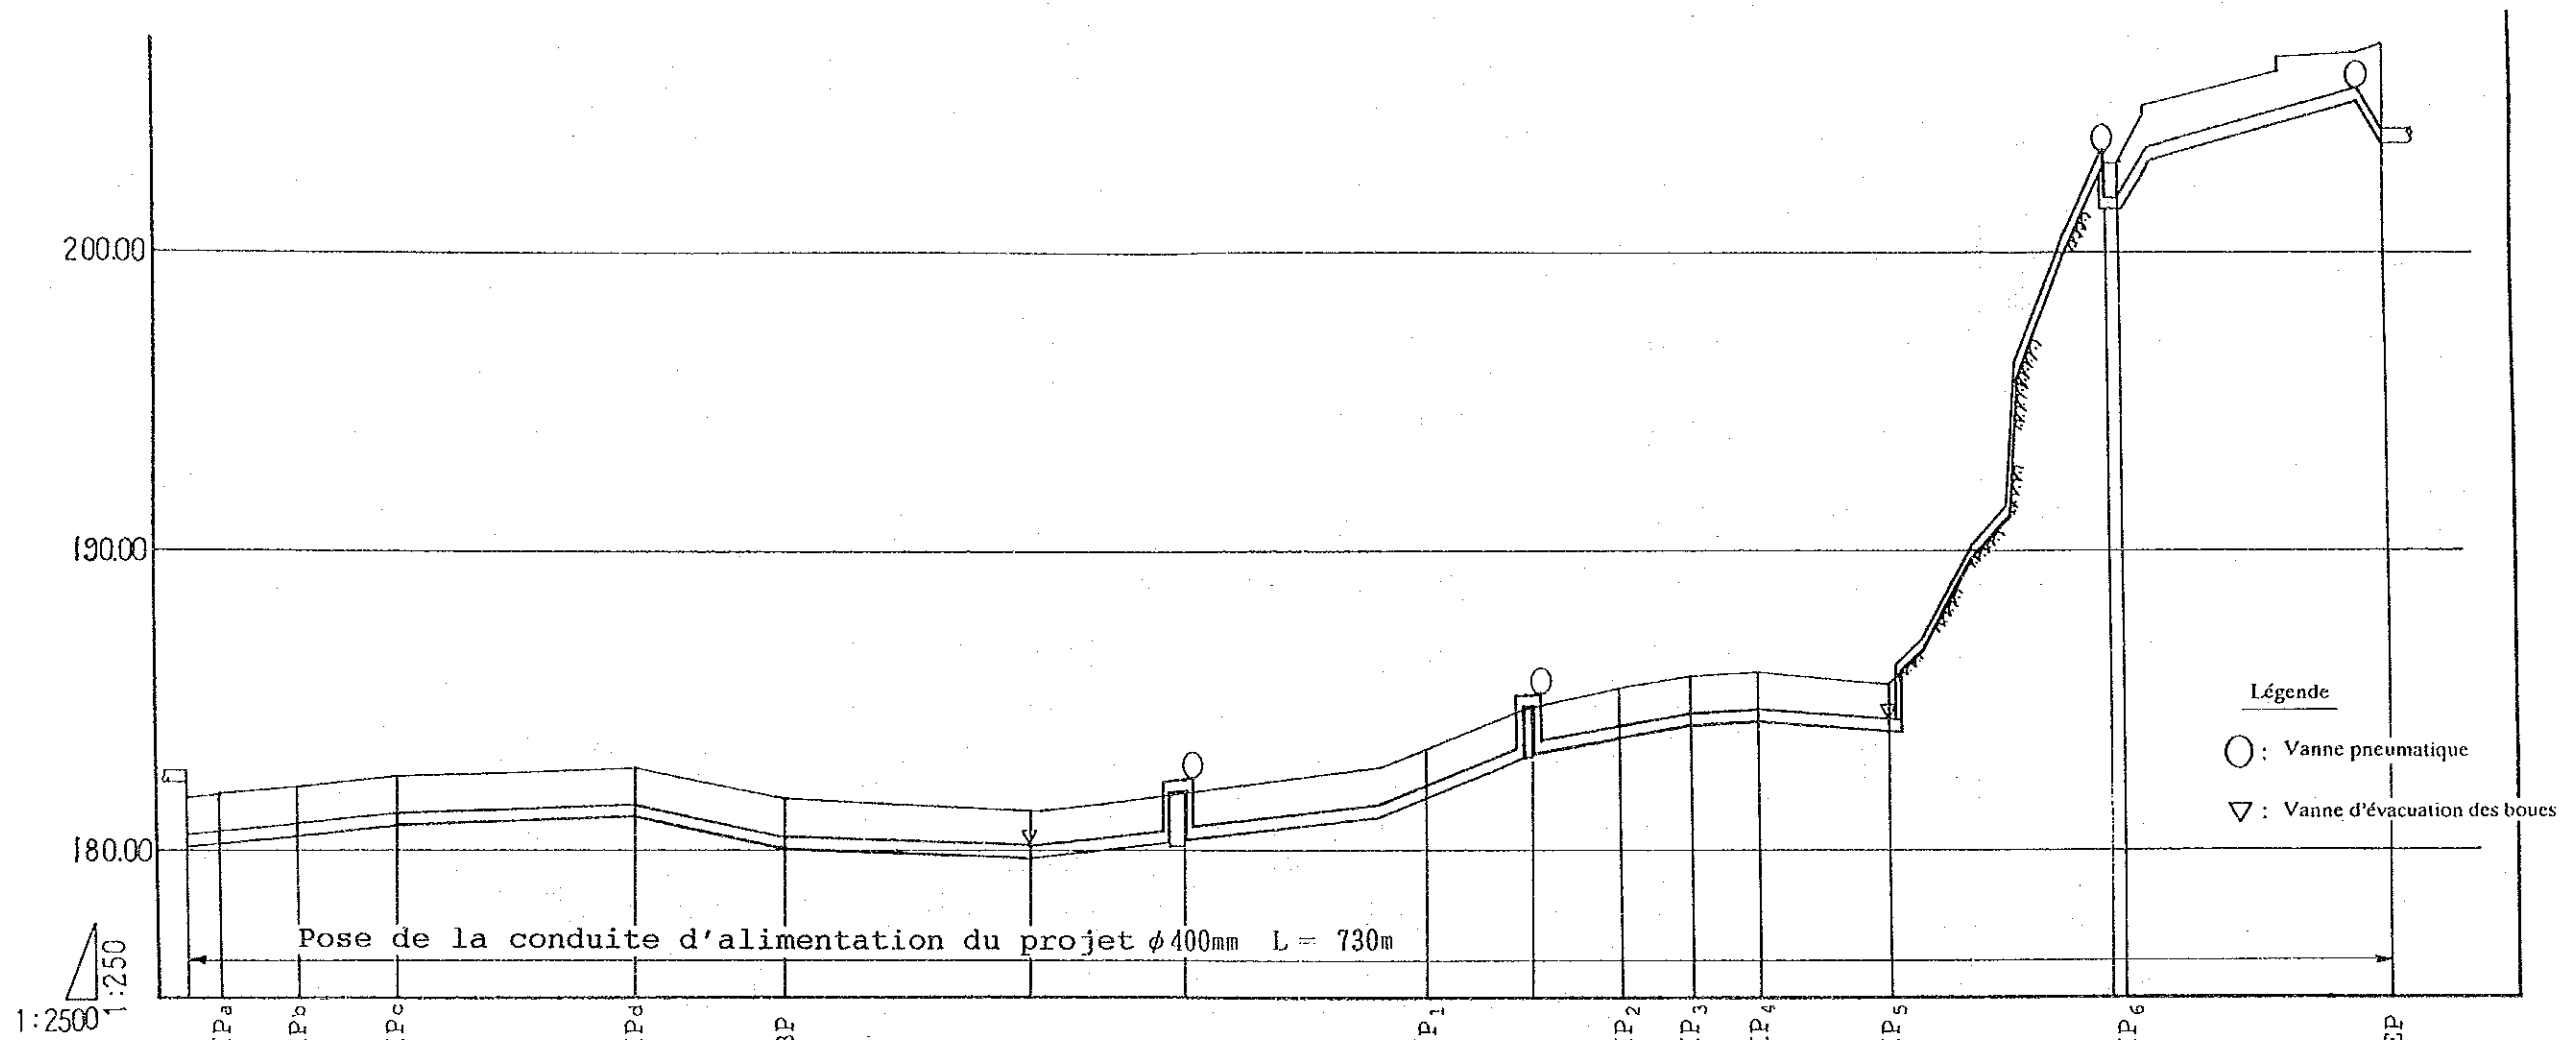 200.00
190.00
Légende
○ : Vanne pneumatique
▽ : Vanne d'évacuation des boues
180.00
Pose de la conduite d'alimentation du projet ϕ400mm L = 730m
1:250
1:2500